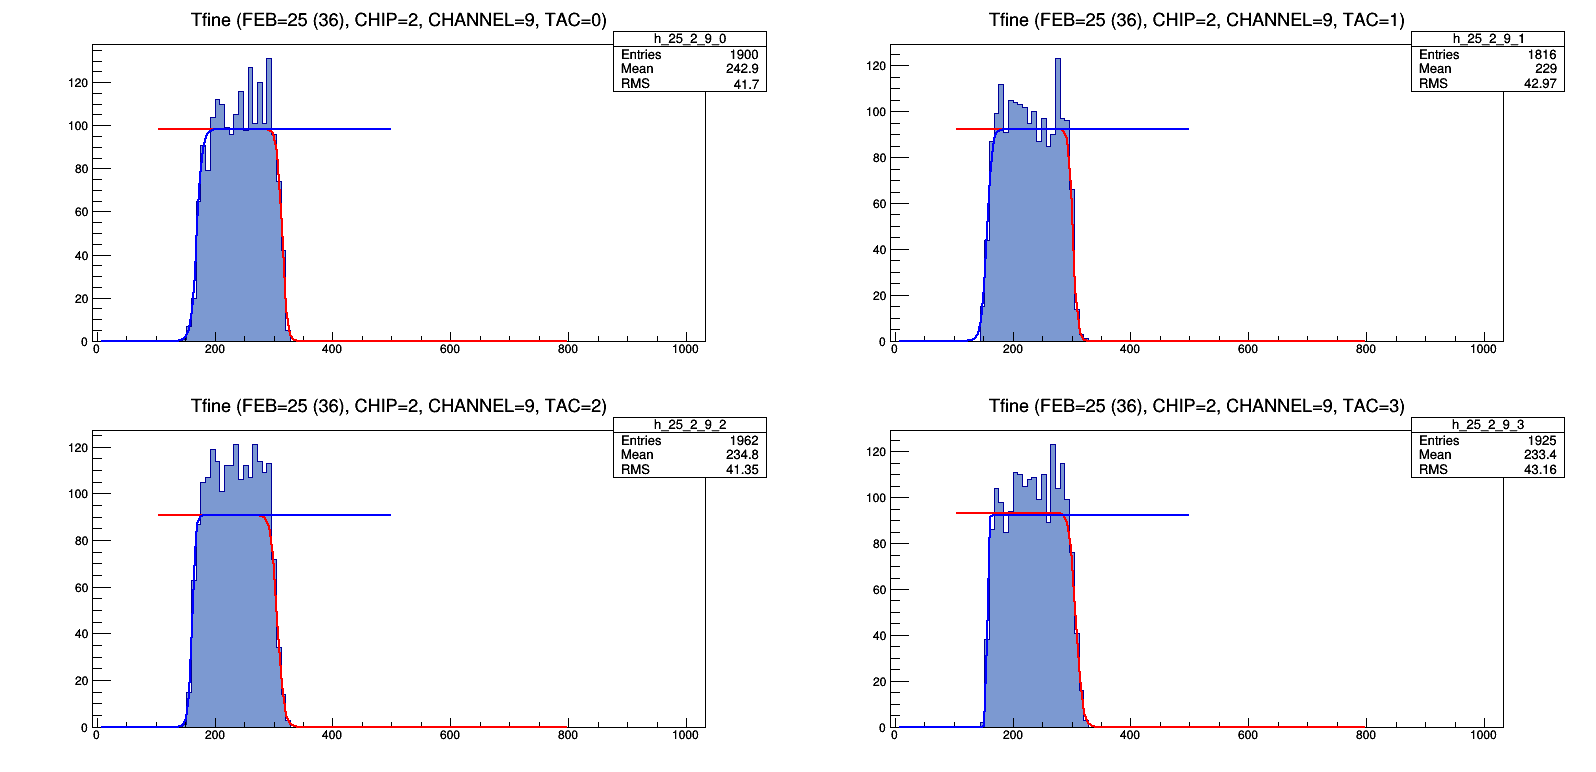 Tfine (FEB=25 (36), CHIP=2, CHANNEL=9, TAC=0)
h_25_2_9_0
Entries 1900
Mean 242.9
RMS 41.7
120
100
80
60
40
20
0
0 200 400 600 800 1000
Tfine (FEB=25 (36), CHIP=2, CHANNEL=9, TAC=1)
h_25_2_9_1
Entries 1816
Mean 229
RMS 42.97
120
100
80
60
40
20
0
0 200 400 600 800 1000
Tfine (FEB=25 (36), CHIP=2, CHANNEL=9, TAC=2)
h_25_2_9_2
Entries 1962
Mean 234.8
RMS 41.35
120
100
80
60
40
20
0
0 200 400 600 800 1000
Tfine (FEB=25 (36), CHIP=2, CHANNEL=9, TAC=3)
h_25_2_9_3
Entries 1925
Mean 233.4
RMS 43.16
120
100
80
60
40
20
0
0 200 400 600 800 1000